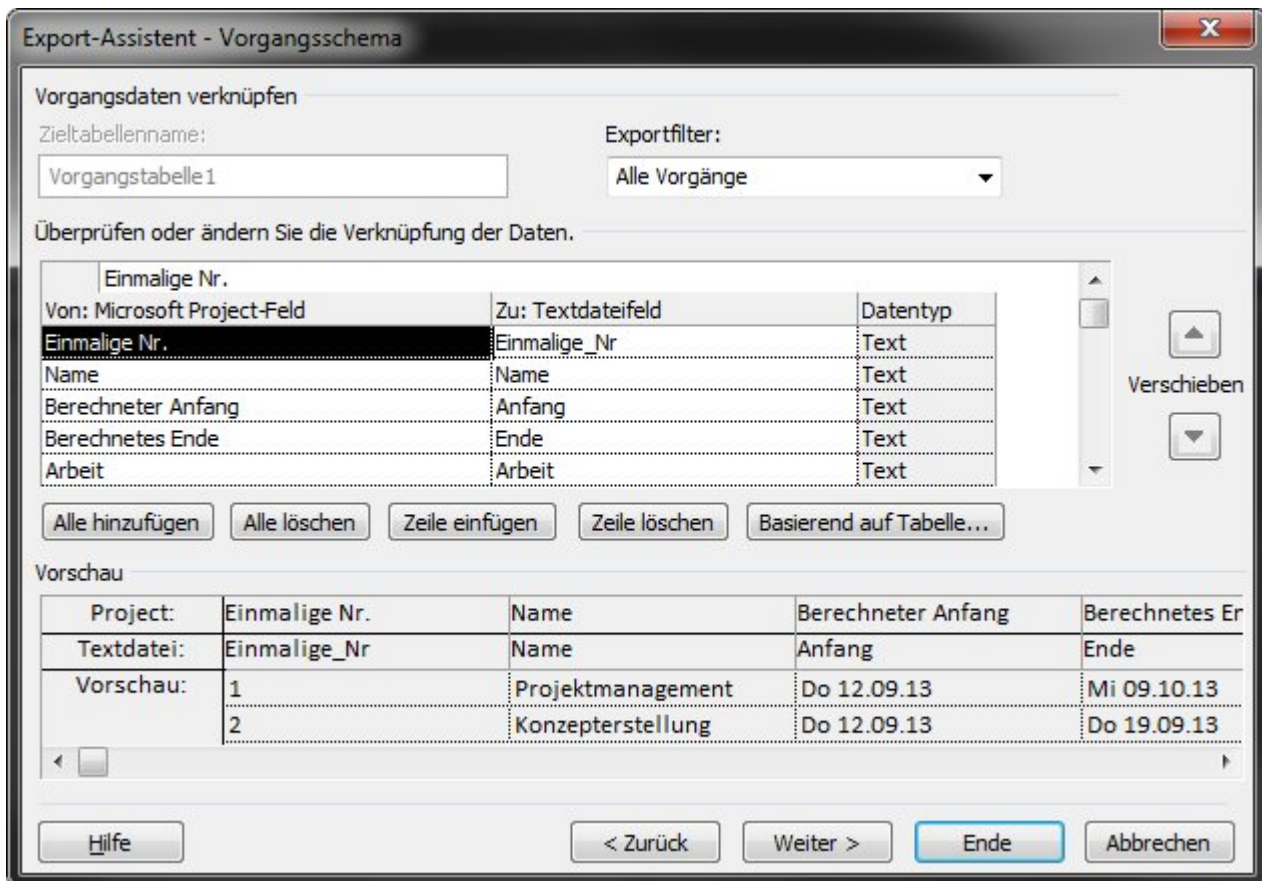 Export-Assistent - Vorgangsschema
Vorgangsdaten verknüpfen
Zieltabellenname: Exportfilter:
Vorgangstabelle1 Alle Vorgänge
Überprüfen oder ändern Sie die Verknüpfung der Daten.
Einmalige Nr.
Von: Microsoft Project-Feld Zu: Textdateifeld Datentyp
Einmalige Nr. Einmalige_Nr Text
Name Name Text
Berechneter Anfang Anfang Text
Berechnetes Ende Ende Text
Arbeit Arbeit Text
Verschieben
Alle hinzufügen Alle löschen Zeile einfügen Zeile löschen Basierend auf Tabelle...
Vorschau
Project: Einmalige Nr. Name Berechneter Anfang Berechnetes Er
Textdatei: Einmalige_Nr Name Anfang Ende
Vorschau: 1 Projektmanagement Do 12.09.13 Mi 09.10.13
2 Konzepterstellung Do 12.09.13 Do 19.09.13
Hilfe < Zurück Weiter > Ende Abbrechen